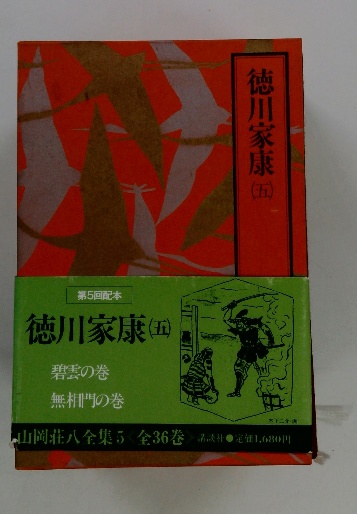 徳川家康
(五)
第5回配本
徳川家康(五)
碧雲の巻
無相門の巻
山岡荘八全集5〈全36巻〉講談社●定価1,680円